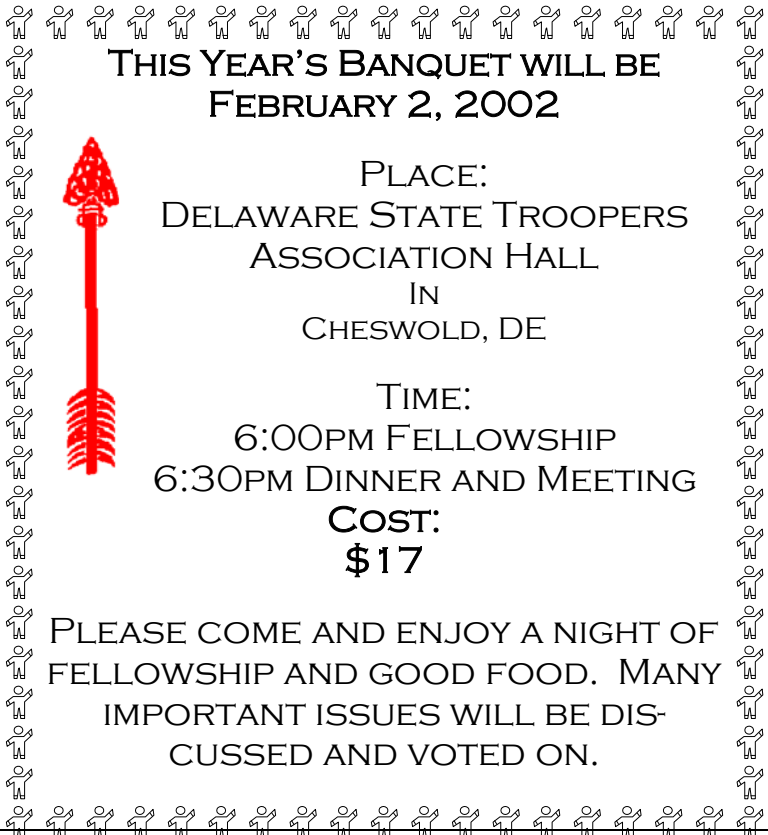 This Year’s Banquet will be
February 2, 2002
Place:
Delaware State Troopers
Association Hall
In
Cheswold, DE
Time:
6:00pm Fellowship
6:30pm Dinner and Meeting
Cost:
$17
Please come and enjoy a night of
fellowship and good food.  Many
important issues will be dis-
cussed and voted on.